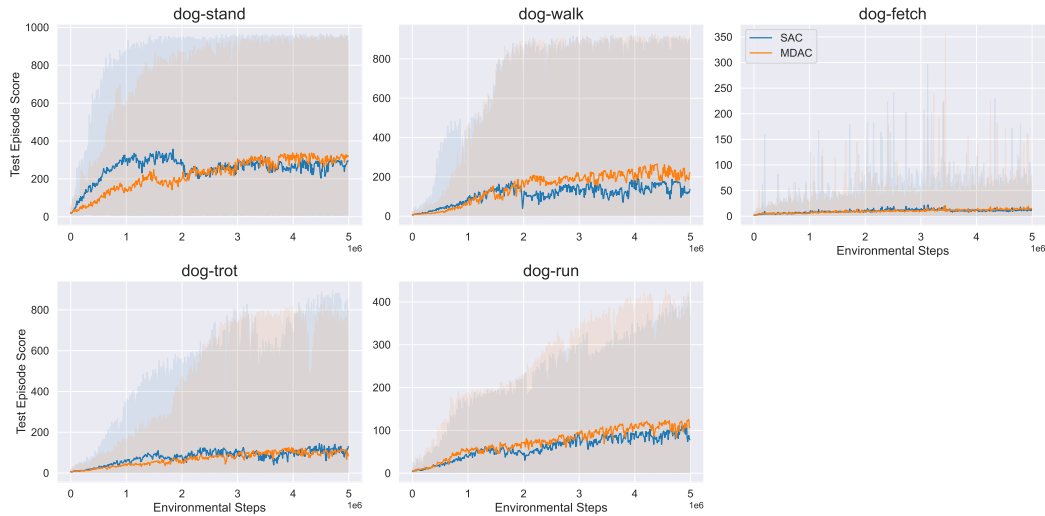 dog-stand
dog-walk
dog-fetch
Test Episode Score
1000
800
600
400
200
0
0 1 2 3 4 5
1e6
800
600
400
200
0
0 1 2 3 4 5
1e6
SAC
MDAC
350
300
250
200
150
100
50
0
0 1 2 3 4 5
1e6
Environmental Steps
dog-trot
dog-run
Test Episode Score
800
600
400
200
0
0 1 2 3 4 5
1e6
Environmental Steps
400
300
200
100
0
0 1 2 3 4 5
1e6
Environmental Steps